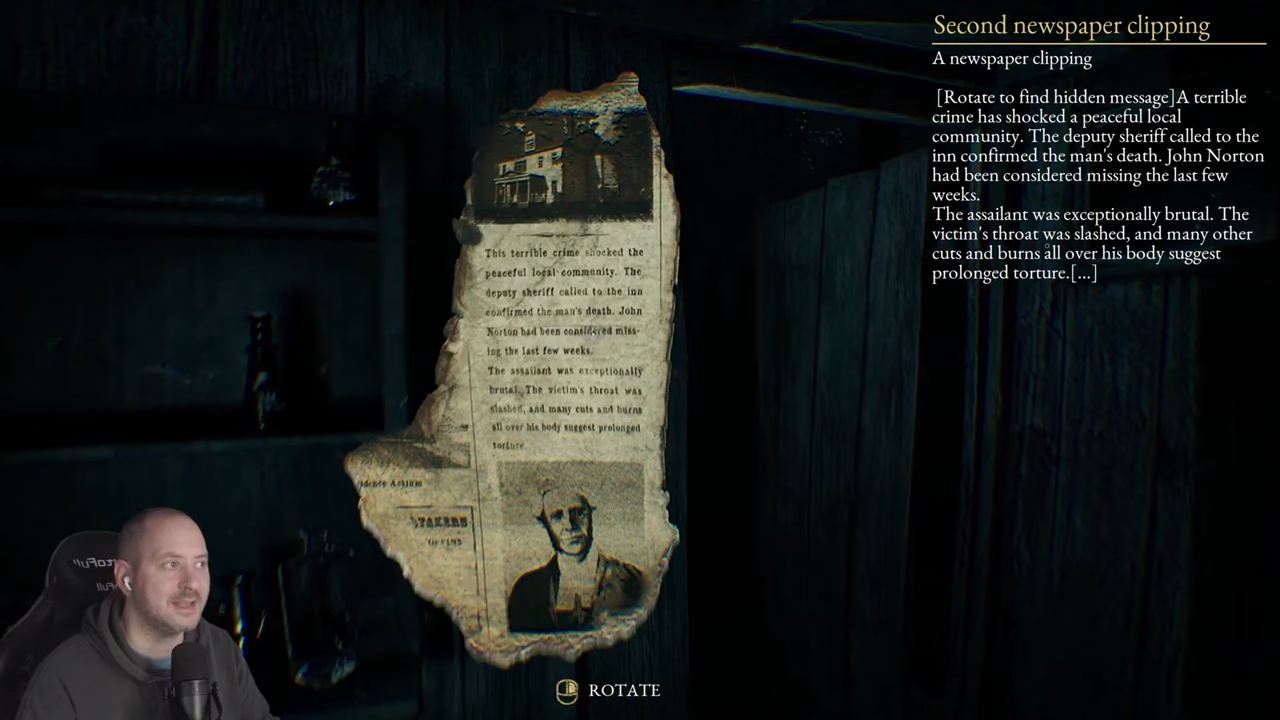 Second newspaper clipping
A newspaper clipping
[Rotate to find hidden message]A terrible
crime has shocked a peaceful local
community. The deputy sheriff called to the
inn confirmed the man's death. John Norton
had been considered missing the last few
weeks.
The assailant was exceptionally brutal. The
victim's throat was slashed, and many other
cuts and burns all over his body suggest
prolonged torture.[...]
This terrible crime shocked the
peaceful local community. The
deputy sheriff called to the inn
confirmed the man's death. John
Norton had been considered miss-
ing the last few weeks.
The assailant was exceptionally
brutal. The victim's throat was
slashed, and many cuts and burns
all over his body suggest prolonged
torture.
idence Asylum
TAKERS
OFFINS
ROTATE